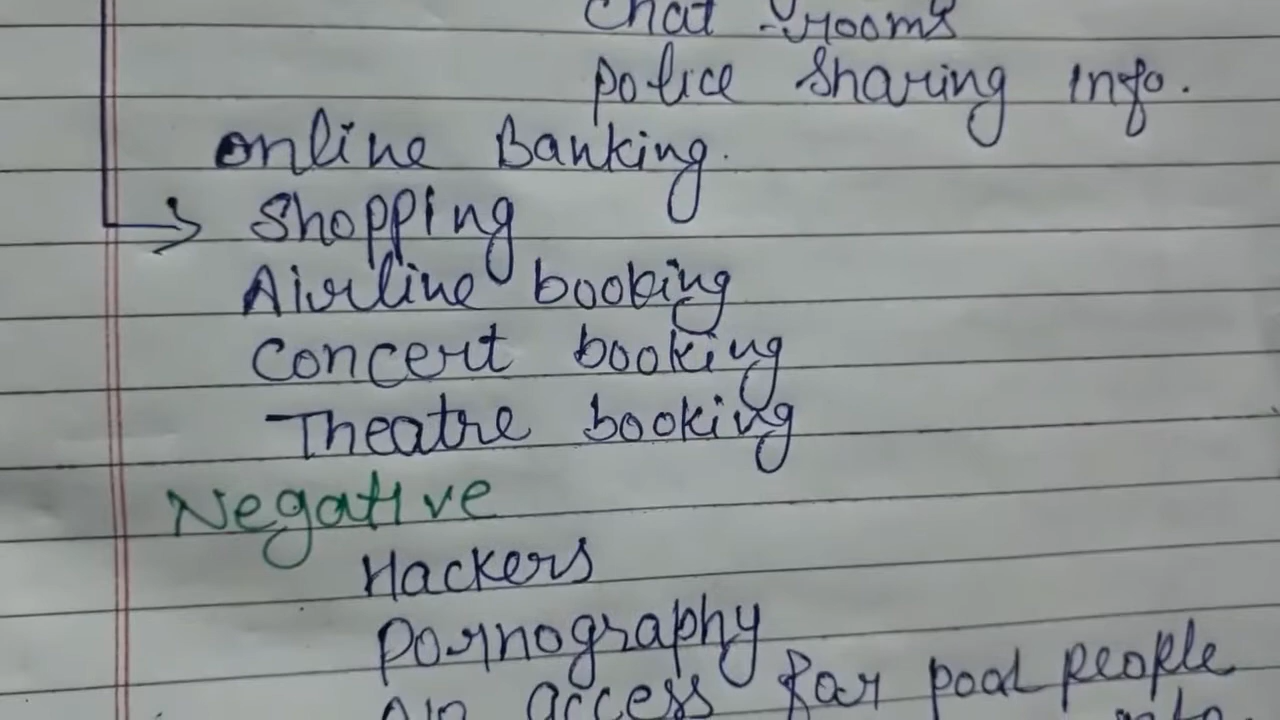 Chat rooms
police sharing Info.
online Banking.
Shopping
Airline booking
concert booking
Theatre booking
Negative
Hackers
pornography
No access for poor people